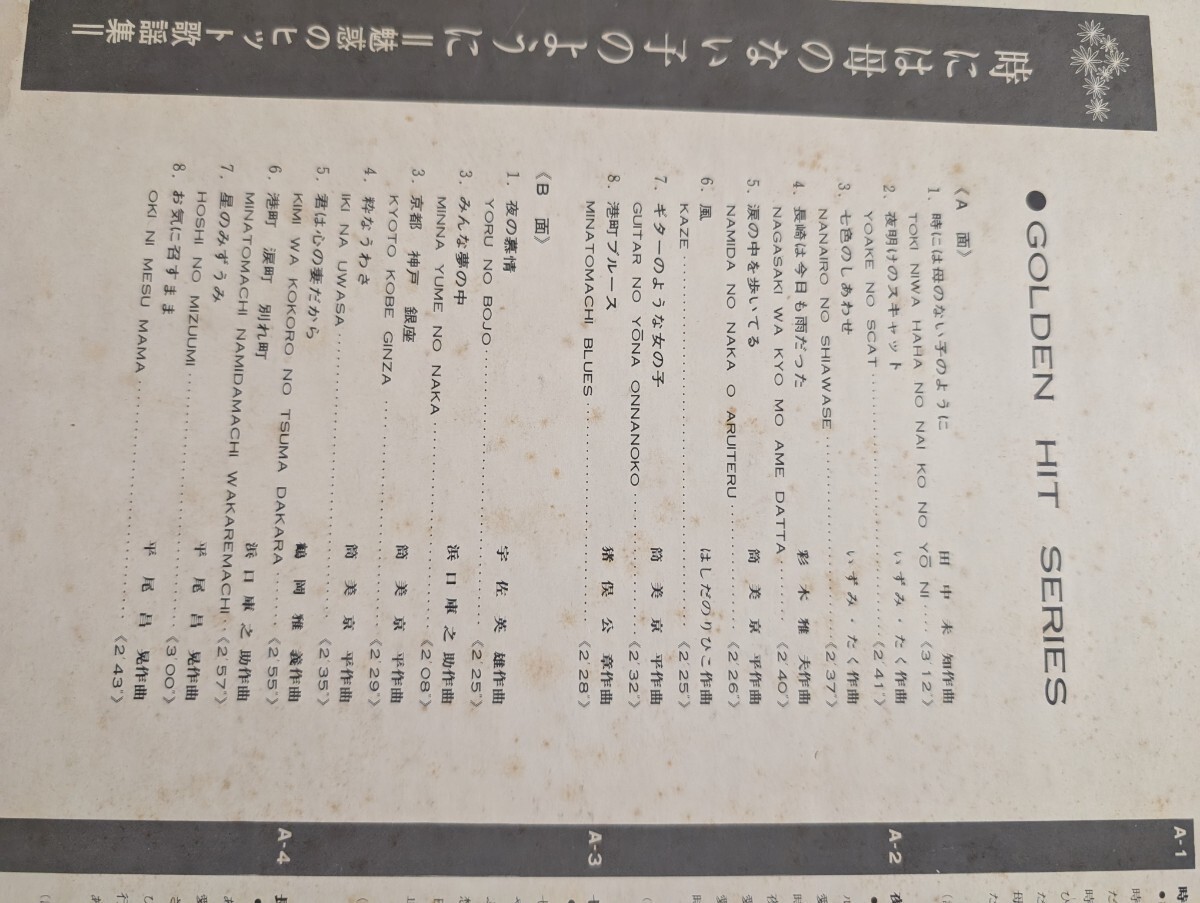 時には母のない子のように
=魅惑のヒット歌謡集=
●GOLDEN HIT SERIES
《A 面》
1. 時には母のない子のように 田中未知作曲
TOKI NIWA HAHA NO NAI KO NO YŌ NI····《3'12"》
2. 夜明けのスキャット いずみ・たく作曲
YOAKE NO SCAT····················《2'41"》
3. 七色のしあわせ いずみ・たく作曲
NANAIRO NO SHIAWASE····················《2'37"》
4. 長崎は今日も雨だった 彩木雅夫作曲
NAGASAKI WA KYO MO AME DATTA······《2'40"》
5. 涙の中を歩いてる 筒美京平作曲
NAMIDA NO NAKA O ARUITERU············《2'26"》
6. 風 はしだのりひこ作曲
KAZE····································《2'25"》
7. ギターのような女の子 筒美京平作曲
GUITAR NO YŌNA ONNANOKO············《2'32"》
8. 港町ブルース 猪俣公章作曲
MINATOMACHI BLUES····················《2'28"》
《B 面》
1. 夜の慕情 宇佐英雄作曲
YORU NO BOJO····················《2'25"》
3. みんな夢の中 浜口庫之助作曲
MINNA YUME NO NAKA····················《2'08"》
3. 京都 神戸 銀座 筒美京平作曲
KYOTO KOBE GINZA ····················《2'29"》
4. 粋なうわさ 筒美京平作曲
IKI NA UWASA····················《2'35"》
5. 君は心の妻だから 鶴岡雅義作曲
KIMI WA KOKORO NO TSUMA DAKARA ·····《2'55"》
6. 港町 涙町 別れ町 浜口庫之助作曲
MINATOMACHI NAMIDAMACHI WAKAREMACHI··《2'57"》
7. 星のみずうみ 平尾昌晃作曲
HOSHI NO MIZUUMI····················《3'00"》
8. お気に召すまま 平尾昌晃作曲
OKI NI MESU MAMA ····················《2'43"》
A-1
A-2
A-3
A-4